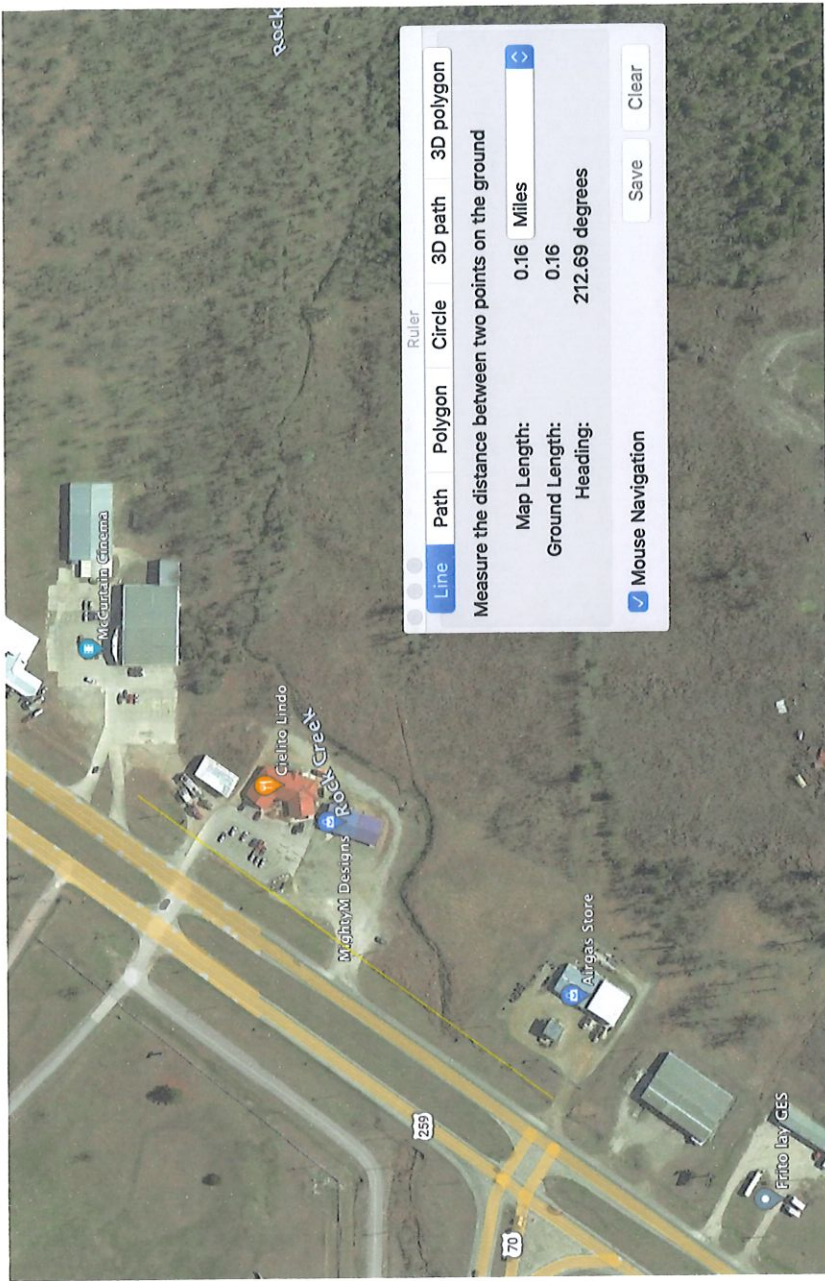 Rock
McCurtain Cinema
Cielito Lindo
Rock Creek
MightyM Designs
Airgas Store
259
70
Frito lay GES
Ruler
Line Path Polygon Circle 3D path 3D polygon
Measure the distance between two points on the ground
Map Length: 0.16 Miles
Ground Length: 0.16
Heading: 212.69 degrees
Mouse Navigation
Save Clear